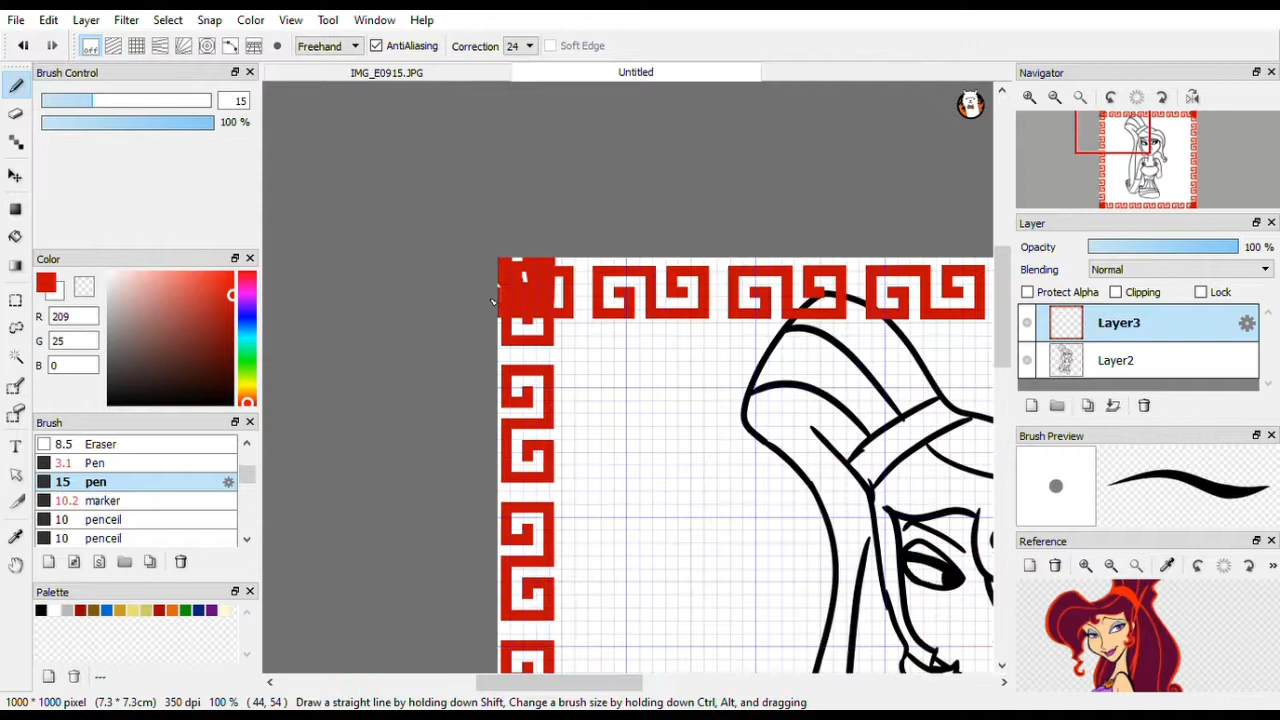 File Edit Layer Filter Select Snap Color View Tool Window Help
off Freehand AntiAliasing Correction 24 Soft Edge
Brush Control
15
100 %
IMG_E0915.JPG Untitled
Color
R 209
G 25
B 0
Brush
8.5 Eraser
3.1 Pen
15 pen
10.2 marker
10 penceil
10 penceil
Palette
---
Navigator
Layer
Opacity 100 %
Blending Normal
Protect Alpha Clipping Lock
Layer3
Layer2
Brush Preview
Reference
»
1000 * 1000 pixel (7.3 * 7.3cm) 350 dpi 100 % ( 44, 54 ) Draw a straight line by holding down Shift, Change a brush size by holding down Ctrl, Alt, and dragging